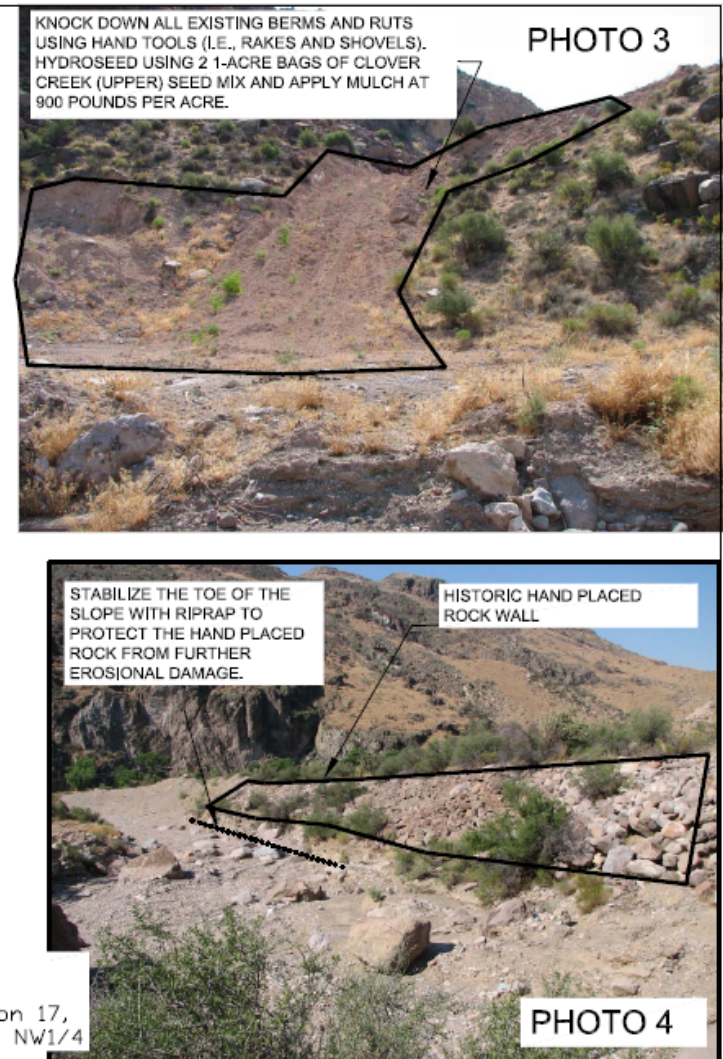 KNOCK DOWN ALL EXISTING BERMS AND RUTS
USING HAND TOOLS (I.E., RAKES AND SHOVELS).
HYDROSEED USING 2 1-ACRE BAGS OF CLOVER
CREEK (UPPER) SEED MIX AND APPLY MULCH AT
900 POUNDS PER ACRE.
PHOTO 3
STABILIZE THE TOE OF THE
SLOPE WITH RIPRAP TO
PROTECT THE HAND PLACED
ROCK FROM FURTHER
EROSIONAL DAMAGE.
HISTORIC HAND PLACED
ROCK WALL
on 17,
NW1/4
PHOTO 4